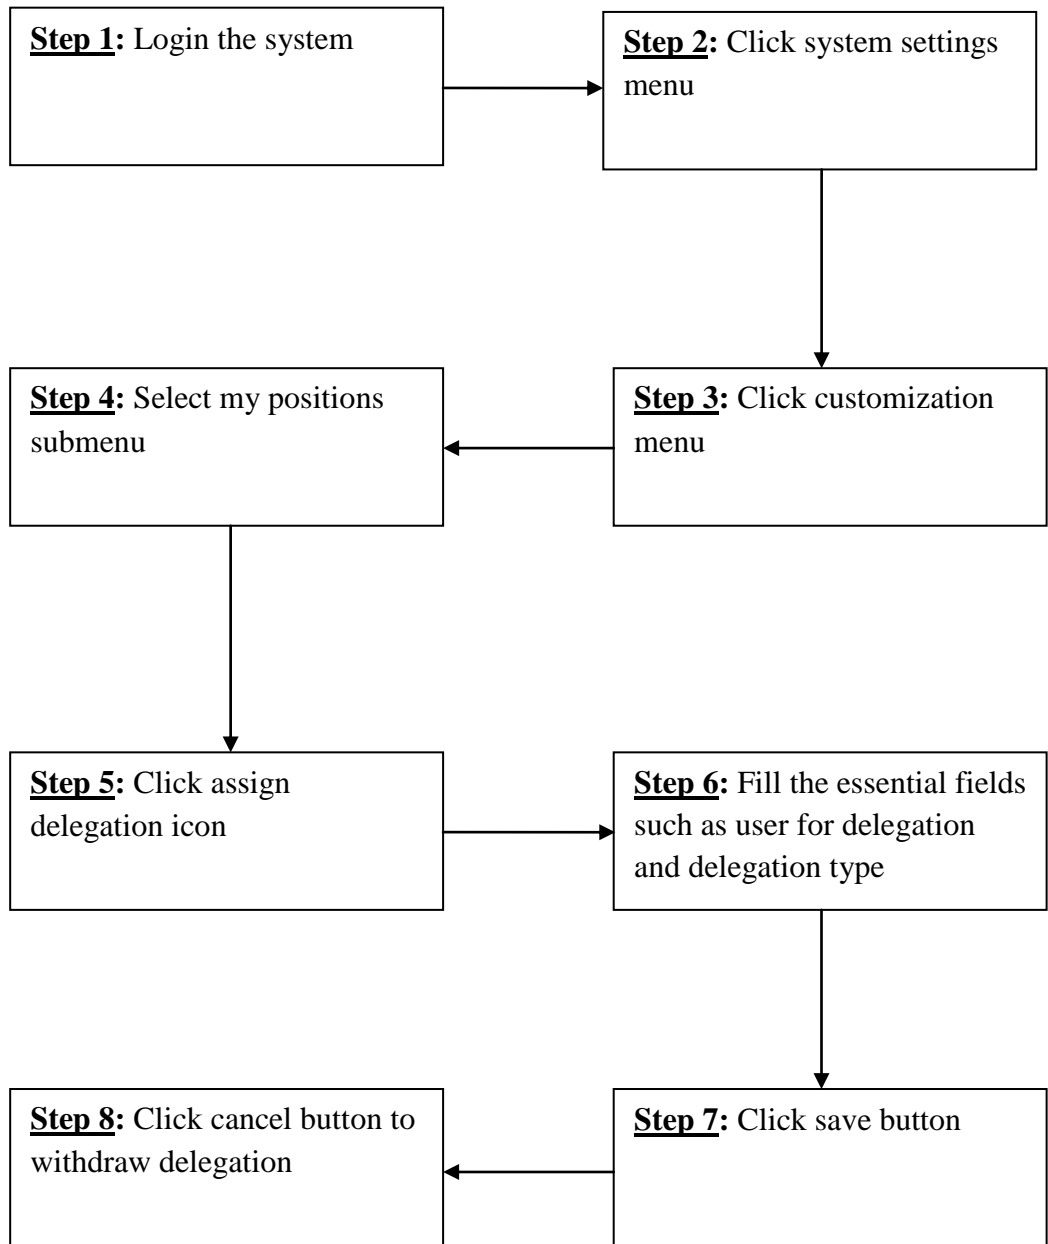 Step 1: Login the system
Step 2: Click system settings
menu
Step 3: Click customization
menu
Step 4: Select my positions
submenu
Step 5: Click assign
delegation icon
Step 6: Fill the essential fields
such as user for delegation
and delegation type
Step 7: Click save button
Step 8: Click cancel button to
withdraw delegation